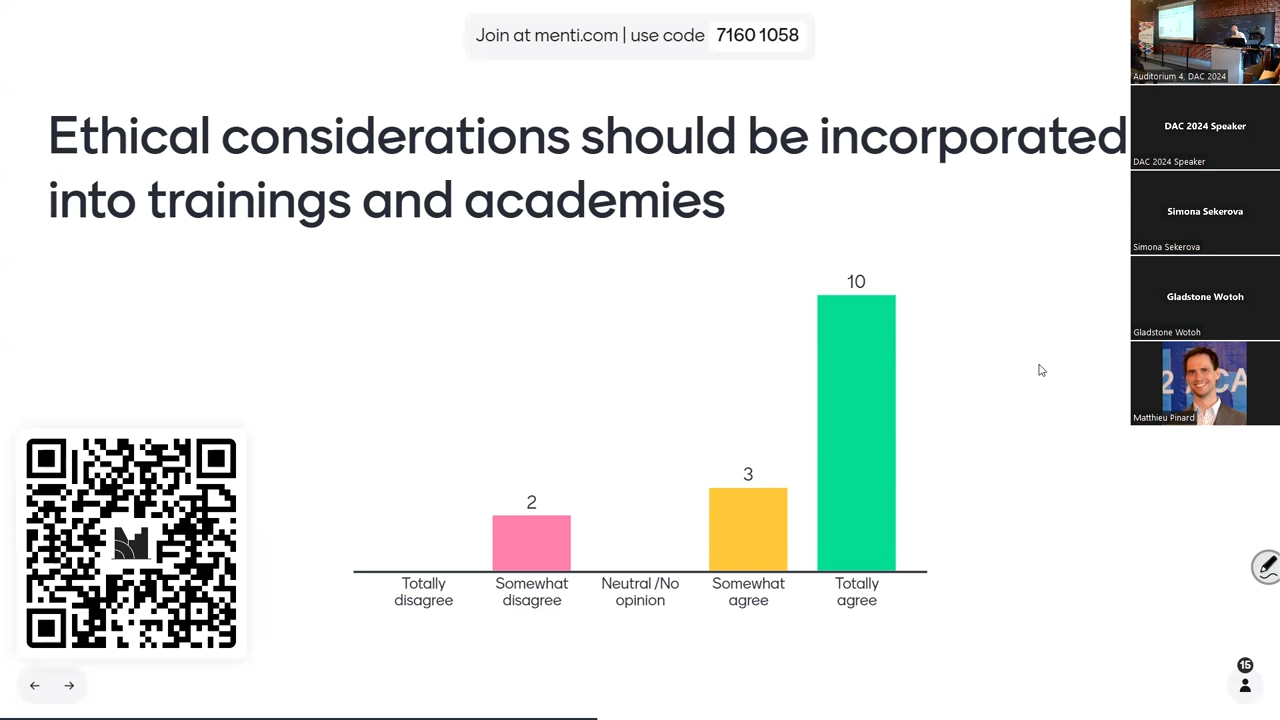 Join at menti.com | use code 7160 1058
Ethical considerations should be incorporated
into trainings and academies
10
3
2
Totally disagree
Somewhat disagree
Neutral /No opinion
Somewhat agree
Totally agree
15
Auditorium 4, DAC 2024
DAC 2024 Speaker
DAC 2024 Speaker
Simona Sekerova
Simona Sekerova
Gladstone Wotoh
Gladstone Wotoh
Matthieu Pinard